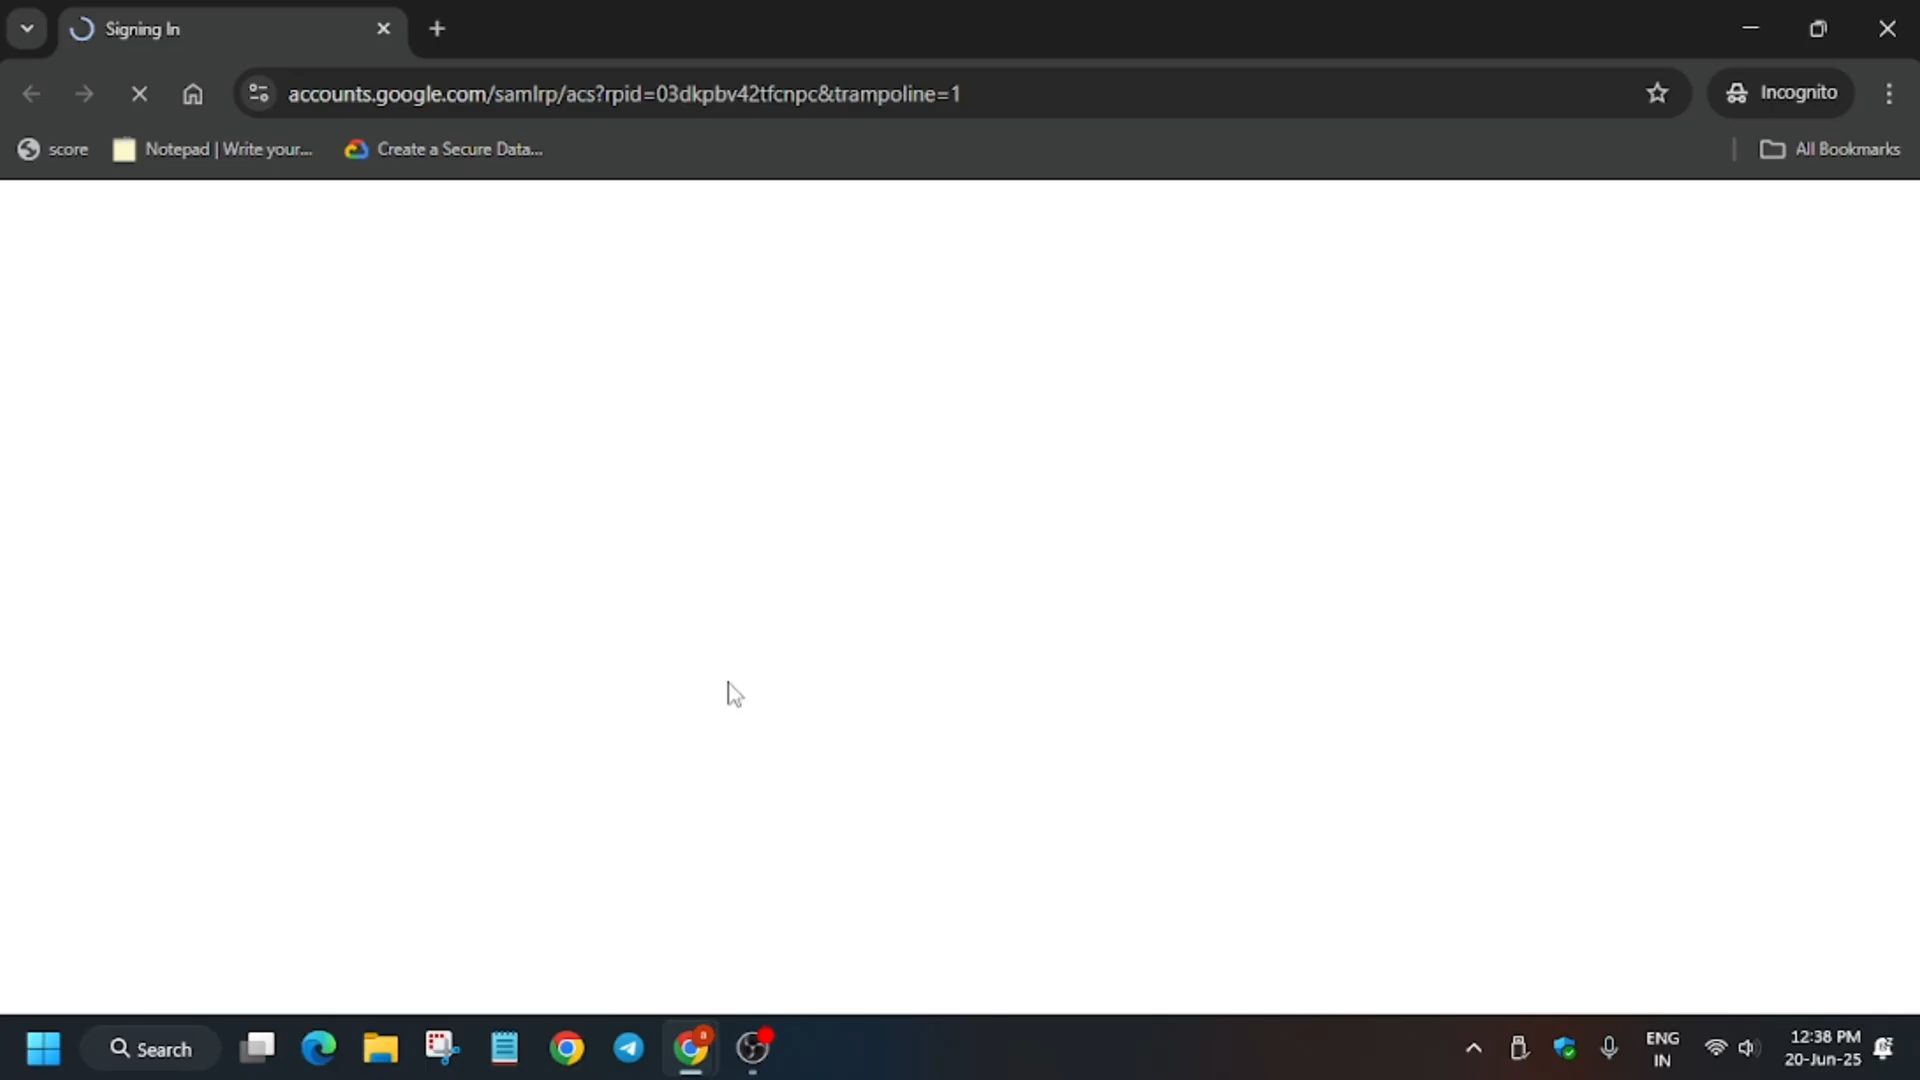 Signing In
accounts.google.com/samlrp/acs?rpid=03dkpbv42tfcnpc&trampoline=1
Incognito
score
Notepad | Write your...
Create a Secure Data...
All Bookmarks
Search
ENG
IN
12:38 PM
20-Jun-25